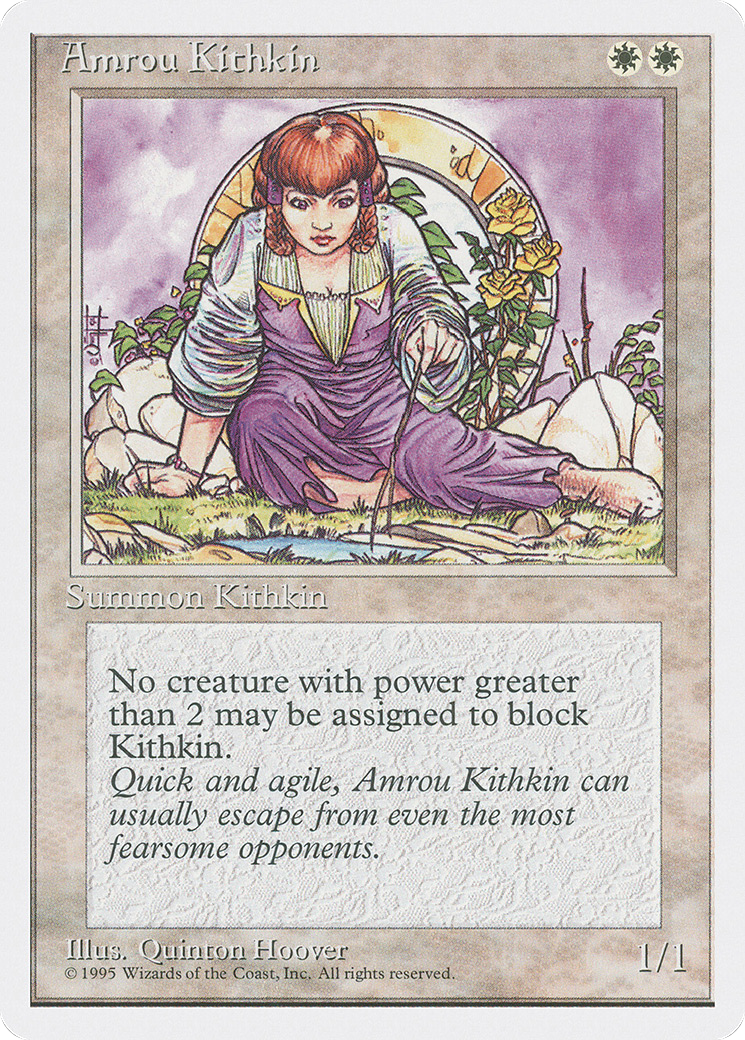 Amrou Kithkin
Summon Kithkin
No creature with power greater
than 2 may be assigned to block
Kithkin.
Quick and agile, Amrou Kithkin can
usually escape from even the most
fearsome opponents.
Illus. Quinton Hoover
1/1
© 1995 Wizards of the Coast, Inc. All rights reserved.